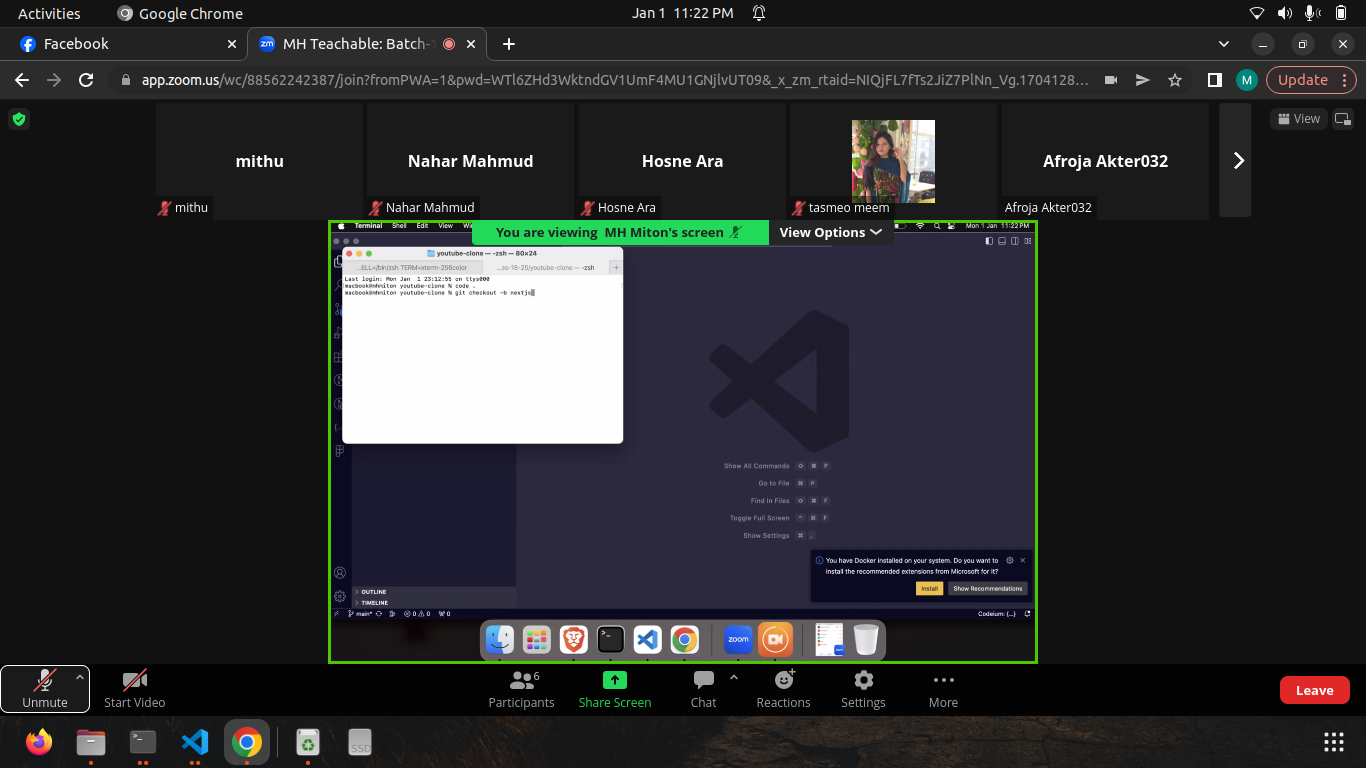 Activities
Google Chrome
Jan 1 11:22 PM
Facebook
MH Teachable: Batch-1
app.zoom.us/wc/88562242387/join?fromPWA=1&pwd=WTl6ZHd3WktndGV1UmF4MU1GNjlvUT09&_x_zm_rtaid=NIQjFL7fTs2JiZ7PlNn_Vg.1704128...
M
Update
View
mithu
Nahar Mahmud
Hosne Ara
Afroja Akter032
mithu
Nahar Mahmud
Hosne Ara
tasmeo meem
Afroja Akter032
You are viewing MH Miton's screen
View Options
Terminal Shell Edit View
Mon 1 Jan 11:22 PM
youtube-clone — -zsh — 80×24
...ELL=/bin/zsh TERM=xterm-256color
...ss-18-25/youtube-clone — -zsh
Last login: Mon Jan 1 23:12:55 on ttys000
macbook@mhniton youtube-clone % code .
macbook@mhniton youtube-clone % git checkout -b nextjs
Show All Commands ⇧ ⌘ P
Go to File ⌘ P
Find in Files ⇧ ⌘ F
Toggle Full Screen ^ ⌘ F
Show Settings ⌘ ,
You have Docker installed on your system. Do you want to
install the recommended extensions from Microsoft for it?
Install
Show Recommendations
OUTLINE
TIMELINE
main*
0
0
0
Codeium: {...}
zoom
Unmute
Start Video
6
Participants
Share Screen
Chat
Reactions
Settings
More
Leave
SSD